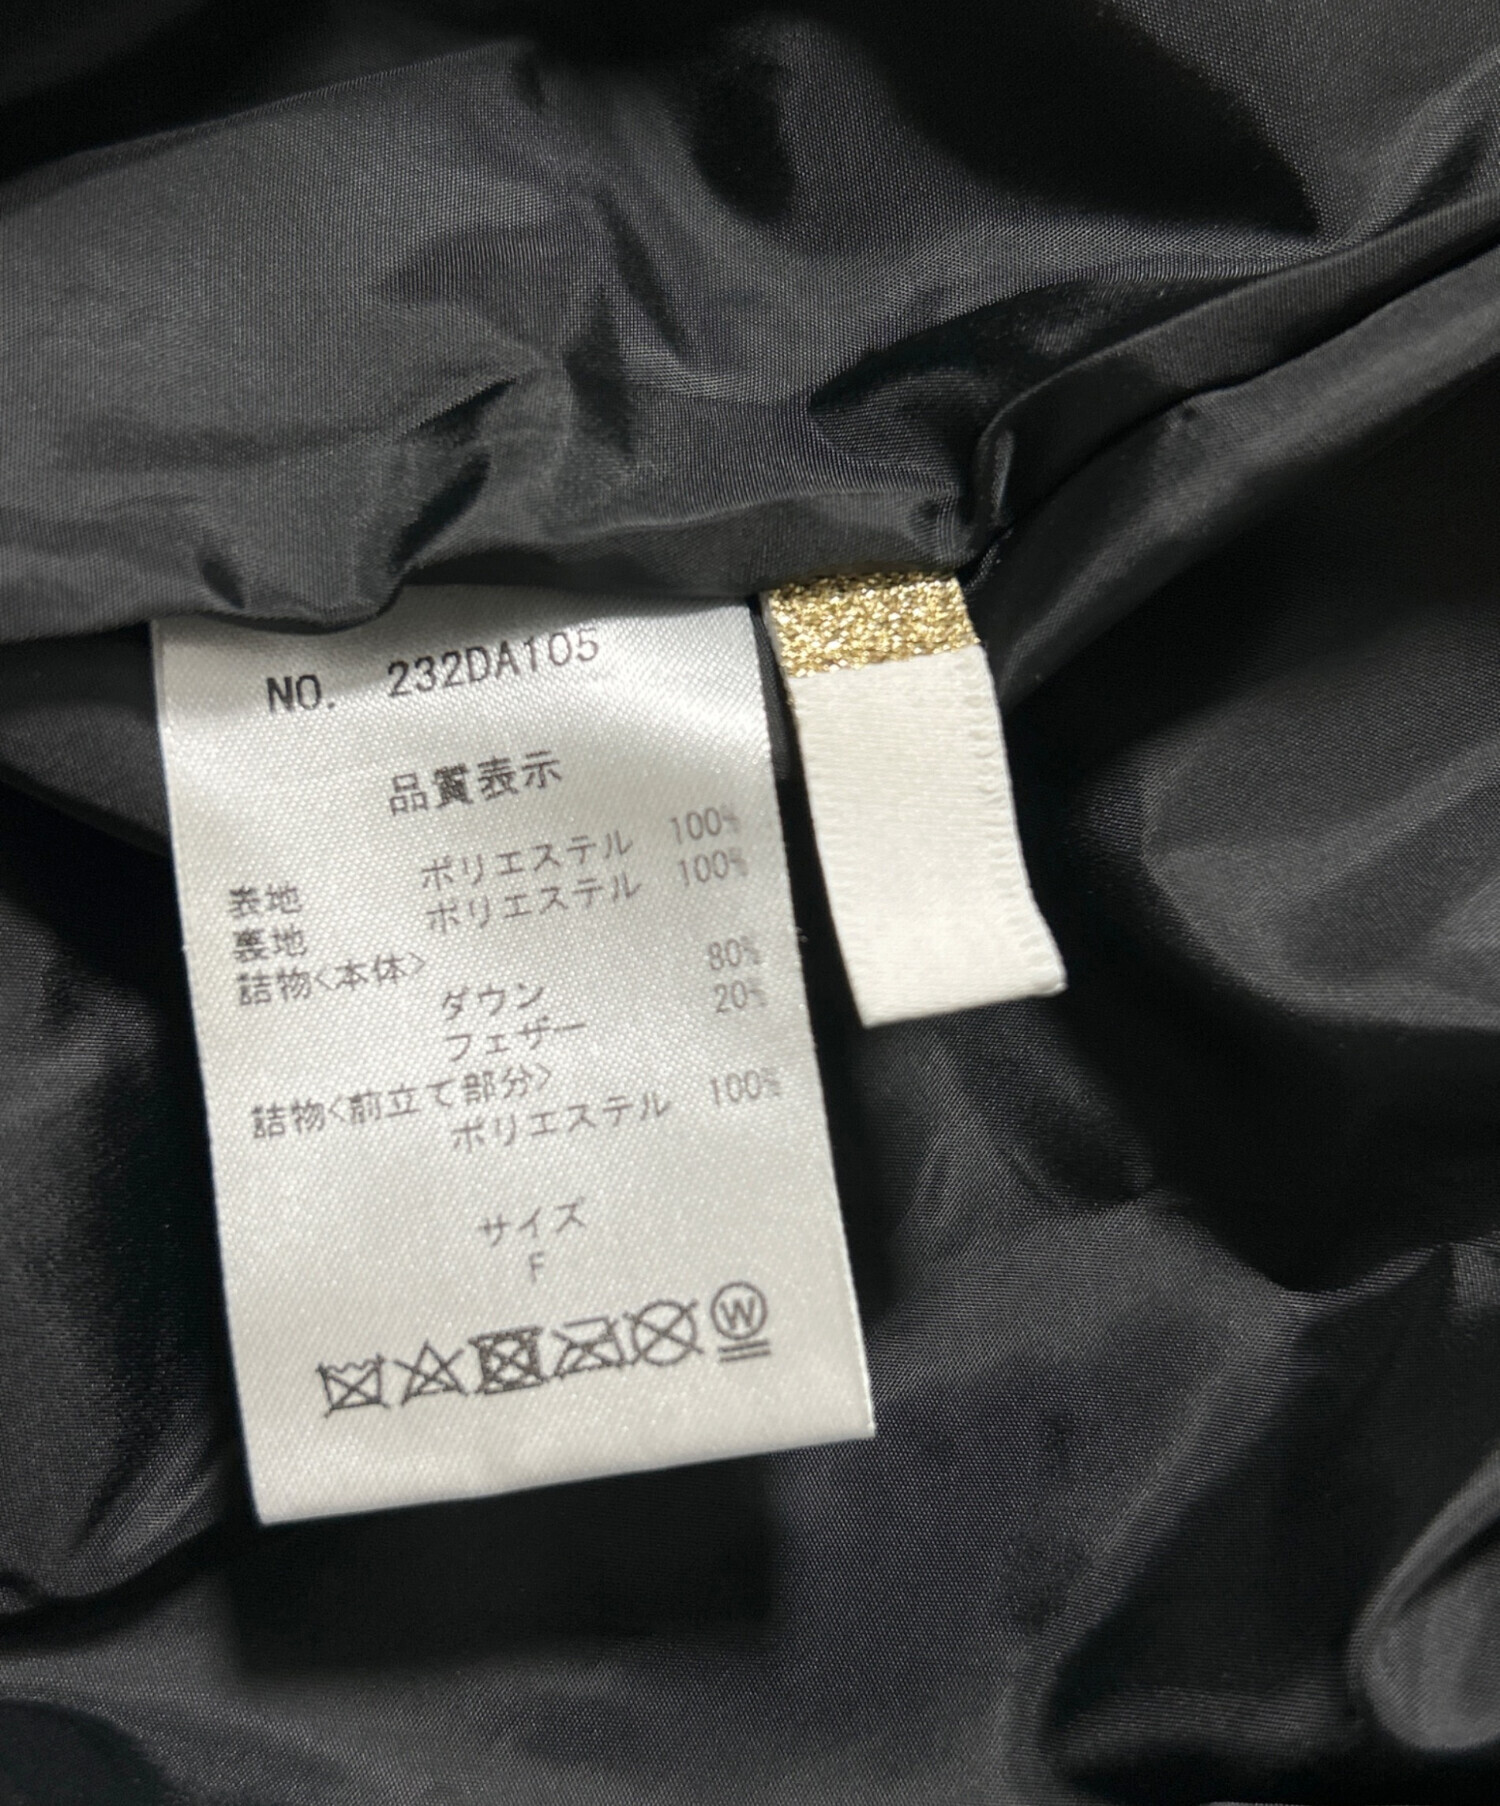 NO. 232DA105
品質表示
表地 ポリエステル 100%
裏地 ポリエステル 100%
詰物<本体>
ダウン 80%
フェザー 20%
詰物<前立て部分>
ポリエステル 100%
サイズ
F
W